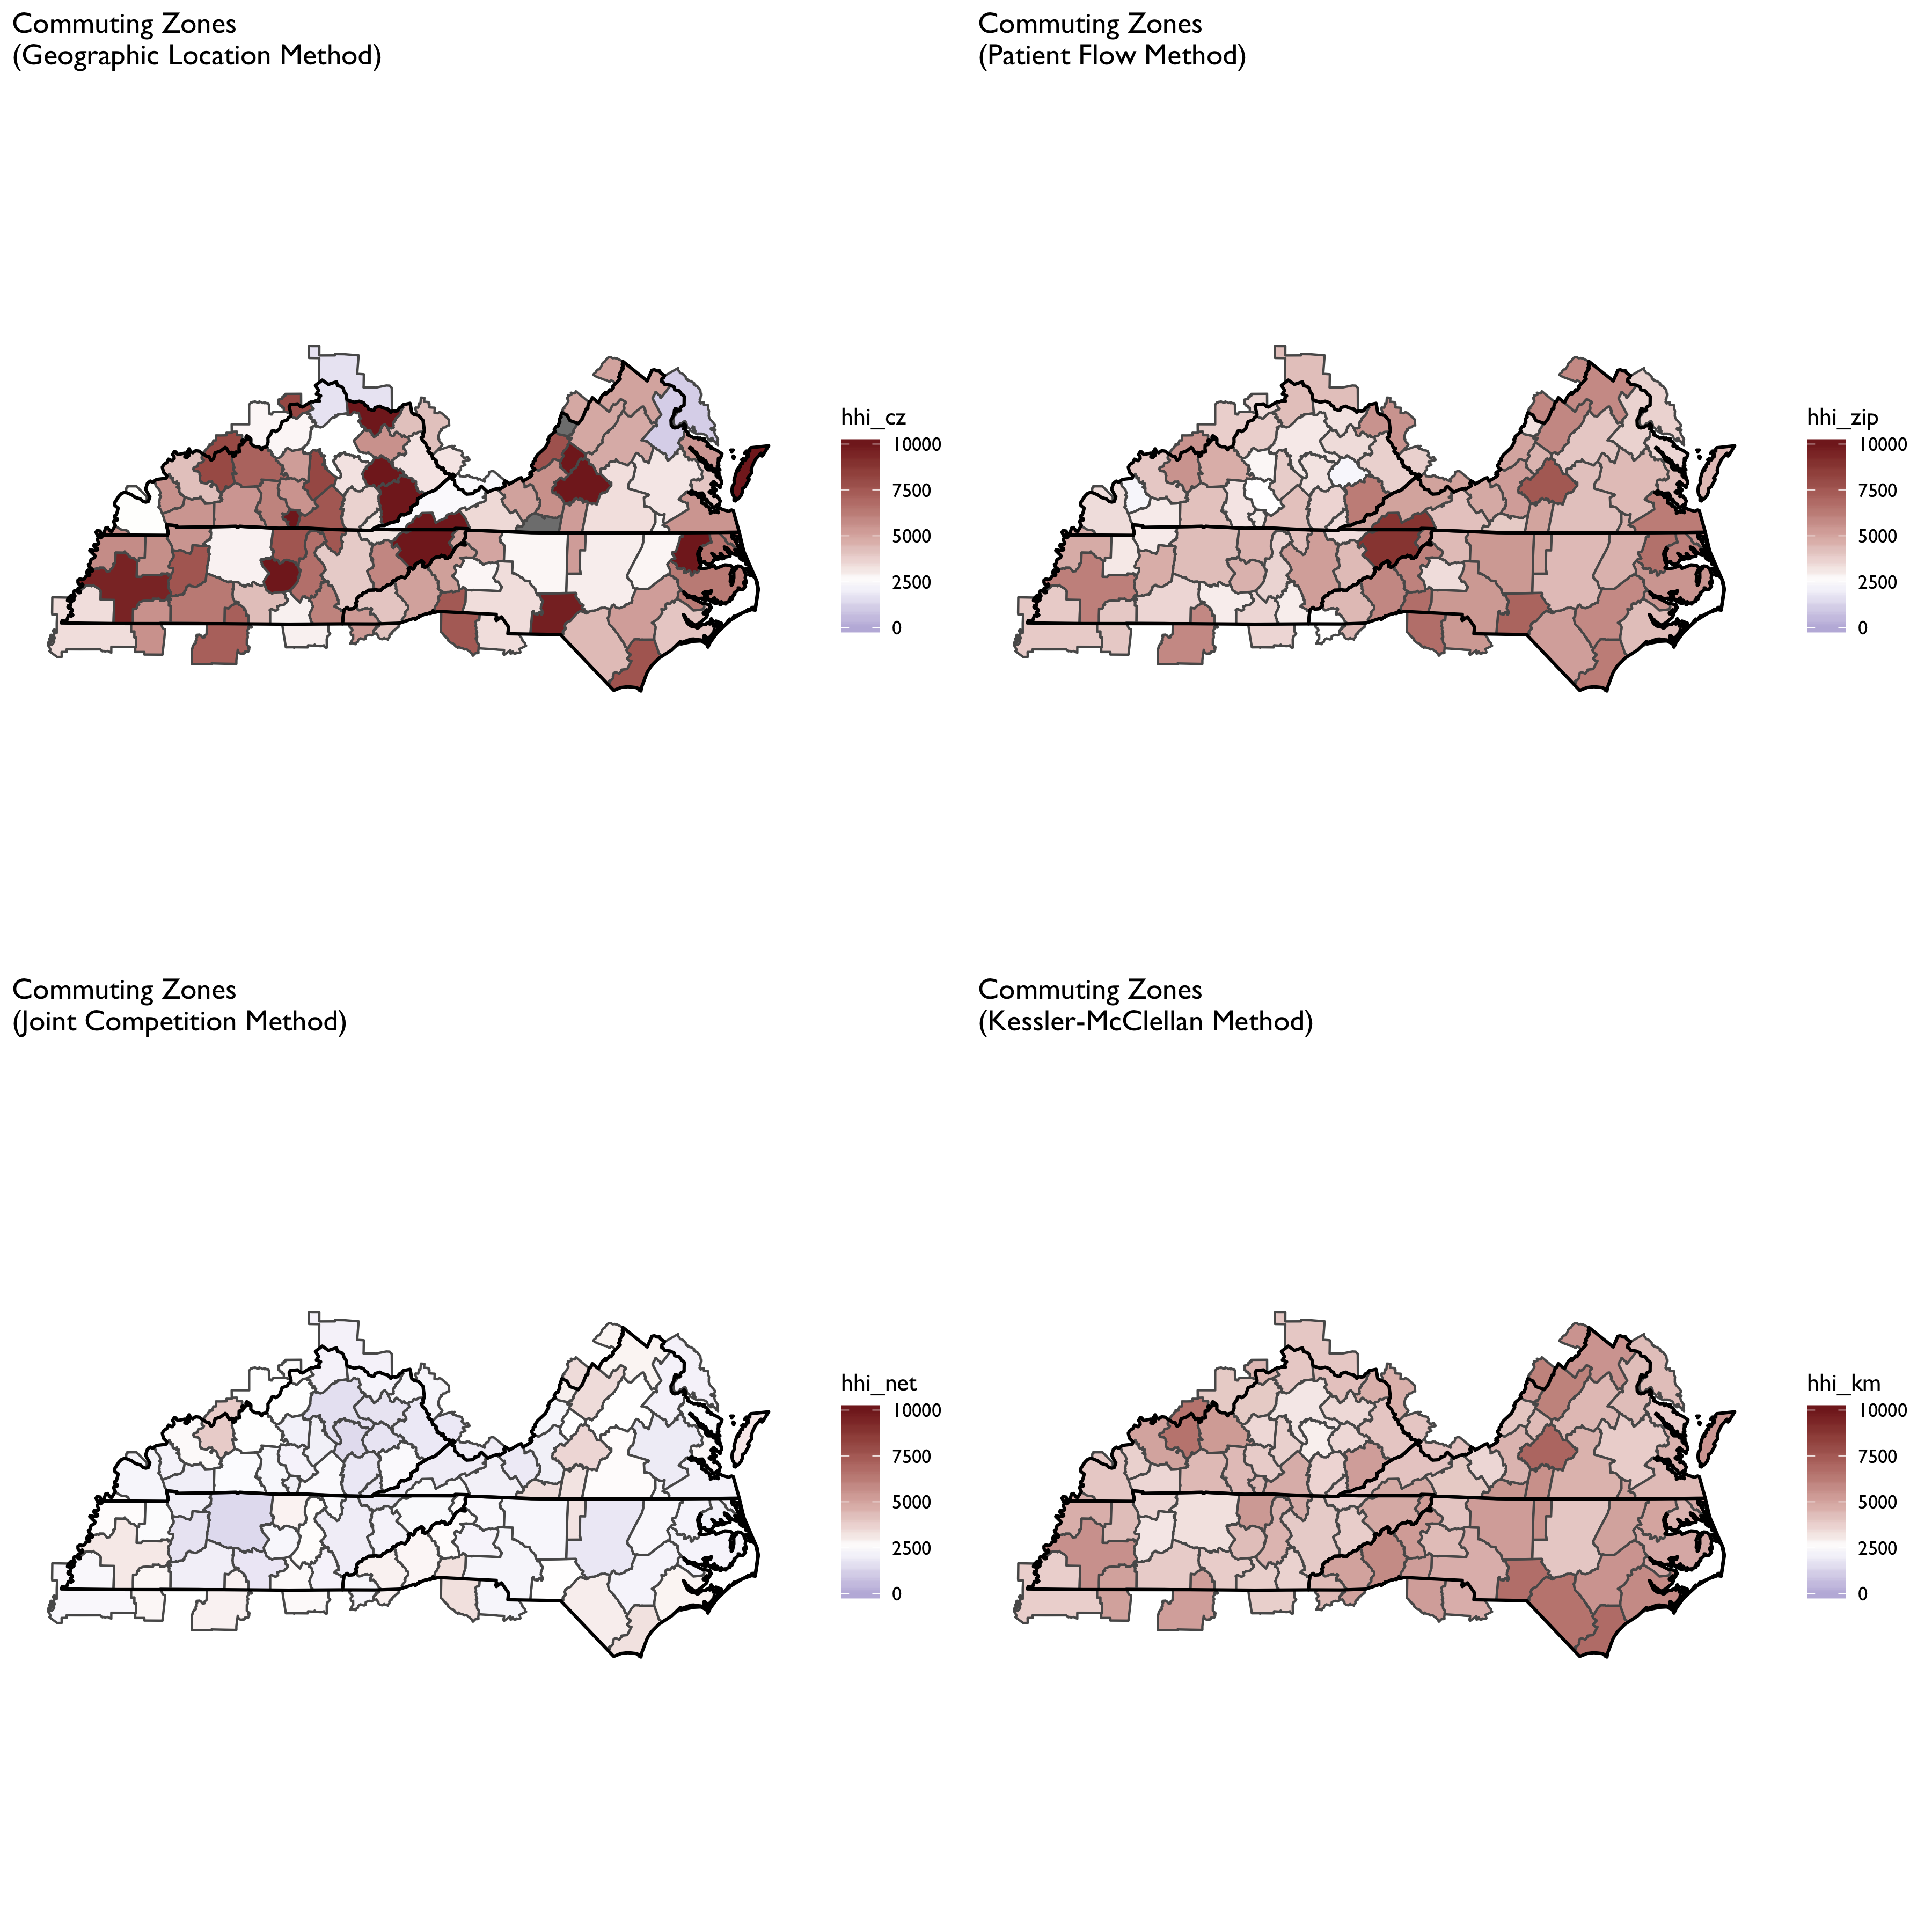 Commuting Zones
(Geographic Location Method)
hhi_cz
10000
7500
5000
2500
0
Commuting Zones
(Patient Flow Method)
hhi_zip
10000
7500
5000
2500
0
Commuting Zones
(Joint Competition Method)
hhi_net
10000
7500
5000
2500
0
Commuting Zones
(Kessler-McClellan Method)
hhi_km
10000
7500
5000
2500
0